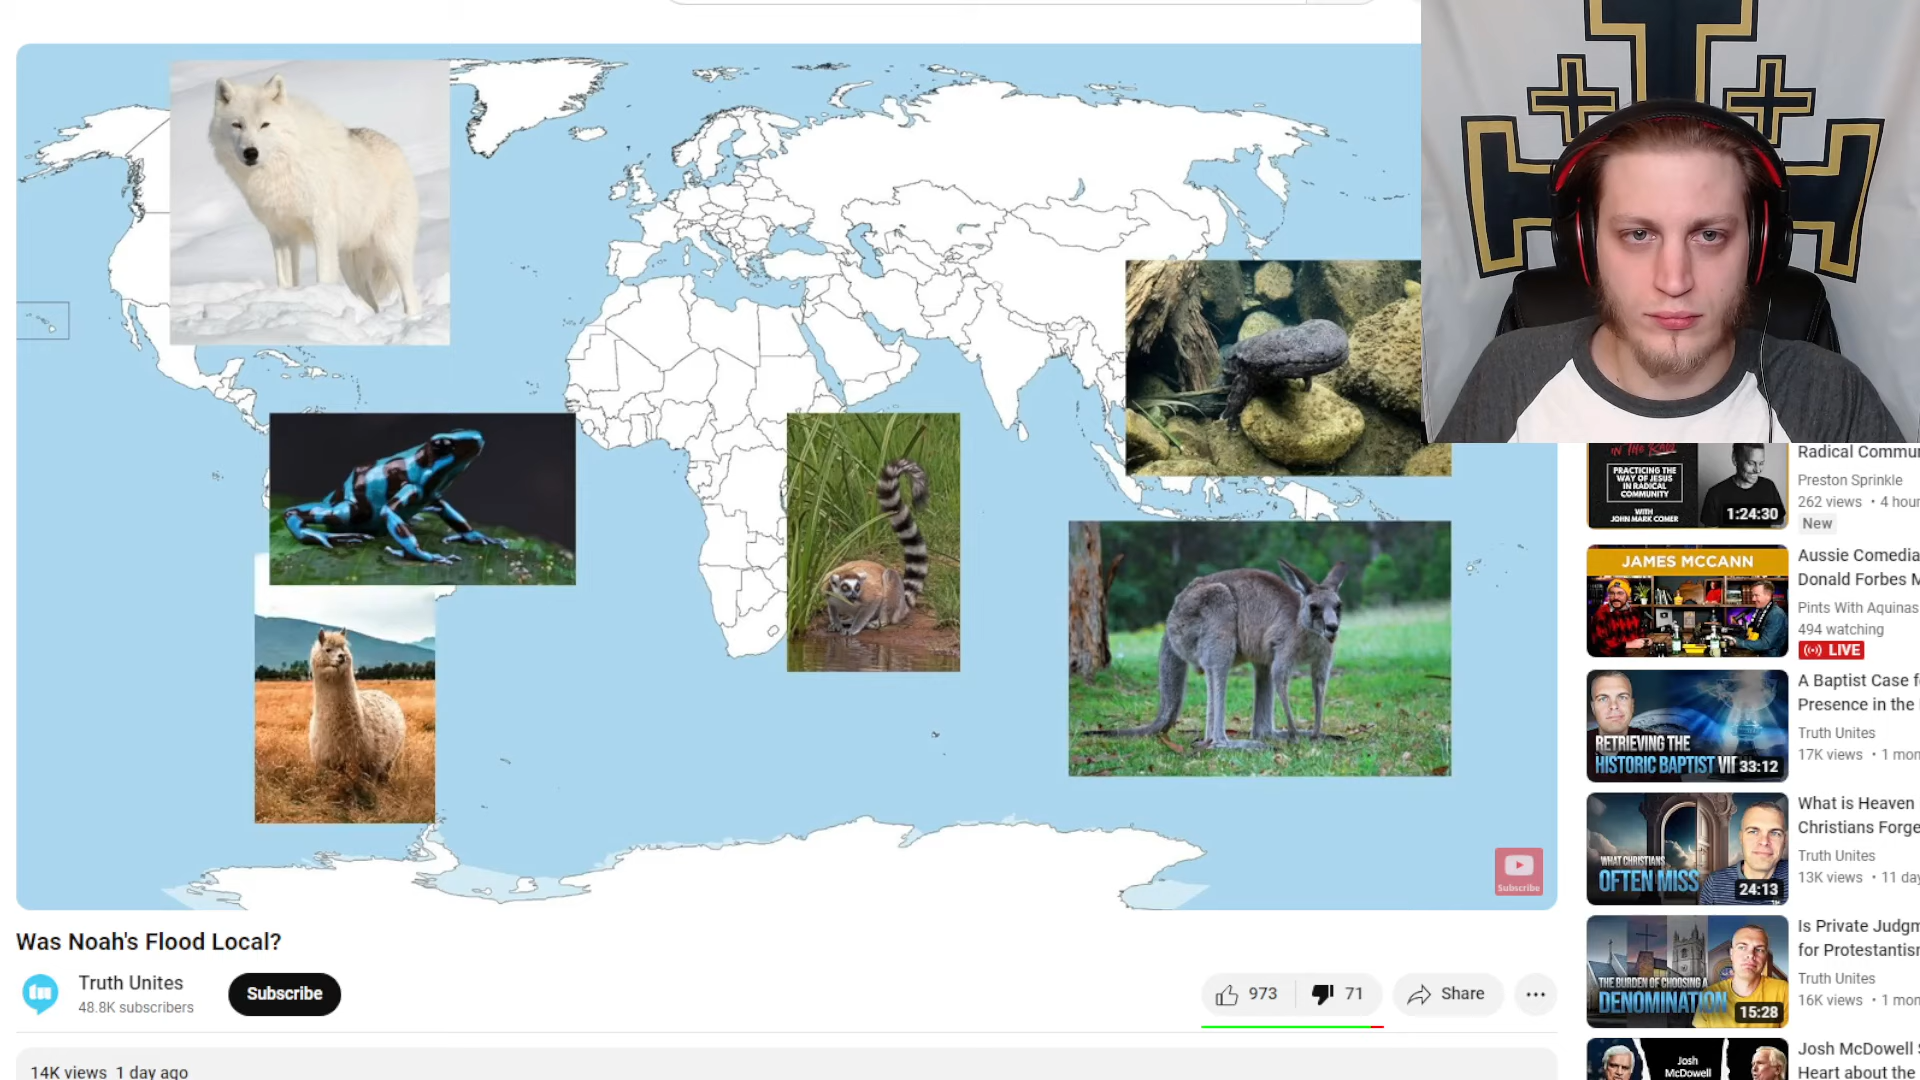 Subscribe
Was Noah's Flood Local?
Truth Unites
48.8K subscribers
Subscribe
973
71
Share
14K views 1 day ago
IN THE RAW
PRACTICING THE
WAY OF JESUS
IN RADICAL
COMMUNITY
WITH
JOHN MARK COMER
1:24:30
Radical Commu
Preston Sprinkle
262 views • 4 hour
New
JAMES MCCANN
Aussie Comedia
Donald Forbes M
Pints With Aquinas
494 watching
LIVE
RETRIEVING THE
HISTORIC BAPTIST VI
33:12
A Baptist Case f
Presence in the
Truth Unites
17K views • 1 mon
WHAT CHRISTIANS
OFTEN MISS
24:13
What is Heaven
Christians Forge
Truth Unites
13K views • 11 day
THE BURDEN OF CHOOSING A
DENOMINATION
15:28
Is Private Judgm
for Protestantis
Truth Unites
16K views • 1 mon
Josh
McDowell
Josh McDowell S
Heart about the